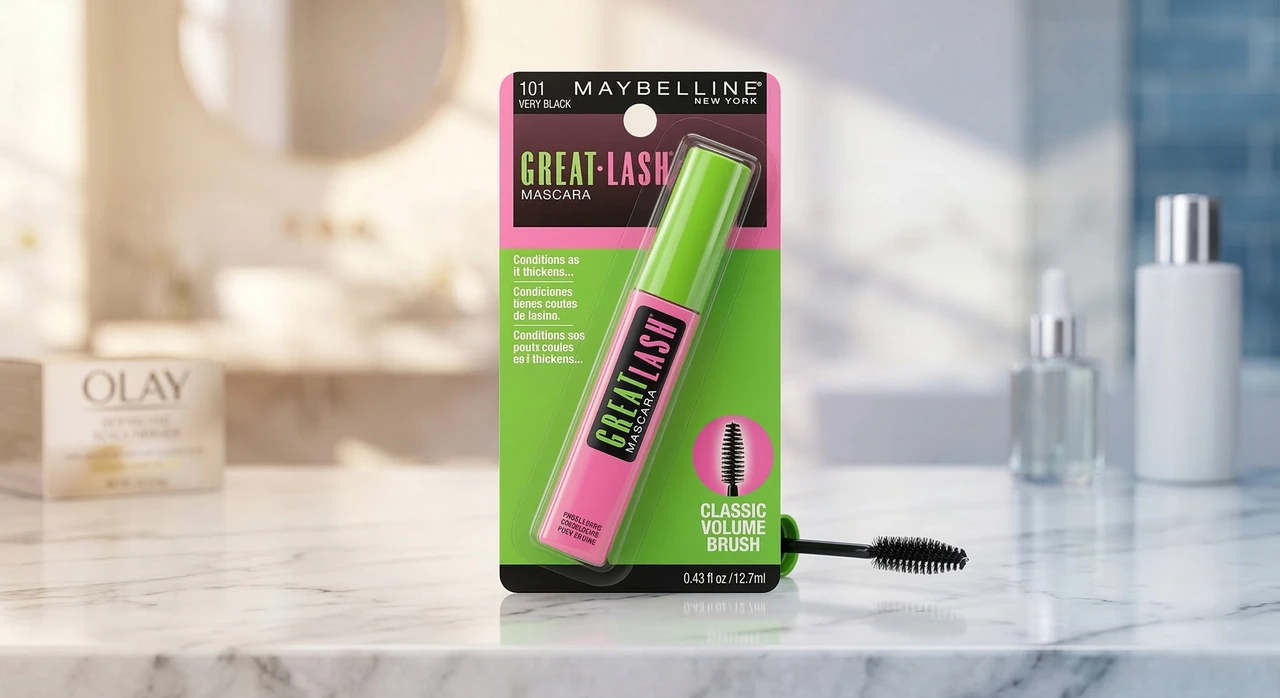 101
VERY BLACK
MAYBELLINE®
NEW YORK
GREAT·LASH®
MASCARA
Conditions as
it thickens...
Condiciones
tienes coutas
de lasino.
Conditions sos
poutx coules
es i thickens...
GREAT LASH®
MASCARA
CLASSIC
VOLUME
BRUSH
0.43 fl oz / 12.7ml
OLAY